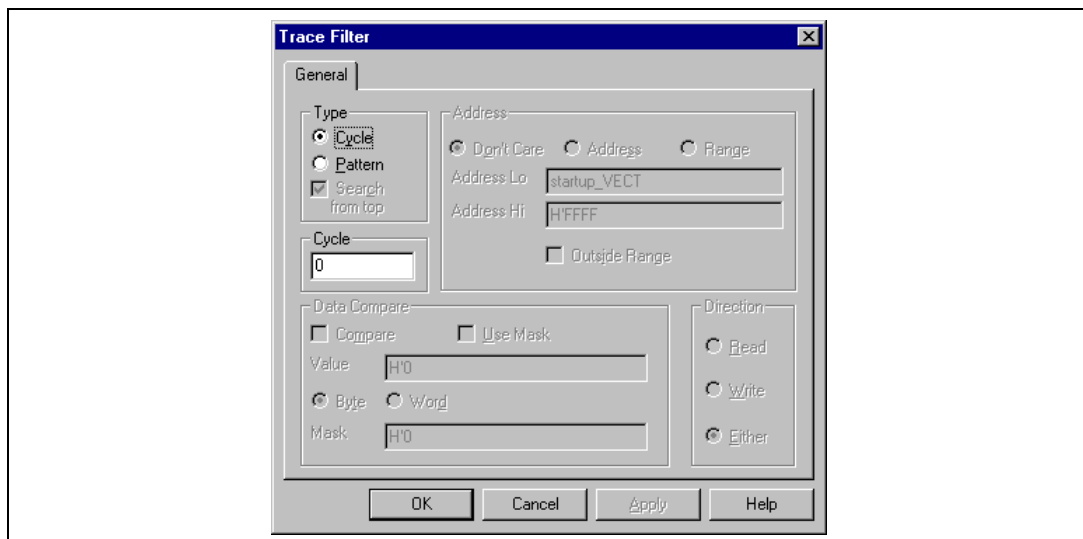 Trace Filter
General
Type
Cycle
Pattern
Search
from top
Cycle
0
Address
Don't Care Address Range
Address Lo startup_VECT
Address Hi H'FFFF
Outside Range
Data Compare
Compare Use Mask
Value H'0
Byte Word
Mask H'0
Direction
Read
Write
Either
OK Cancel Apply Help